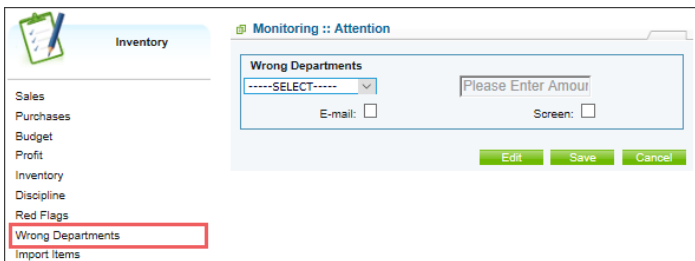 Inventory
Sales
Purchases
Budget
Profit
Inventory
Discipline
Red Flags
Wrong Departments
Import Items
Monitoring :: Attention
Wrong Departments
-----SELECT-----
Please Enter Amour
E-mail:
Screen:
Edit Save Cancel